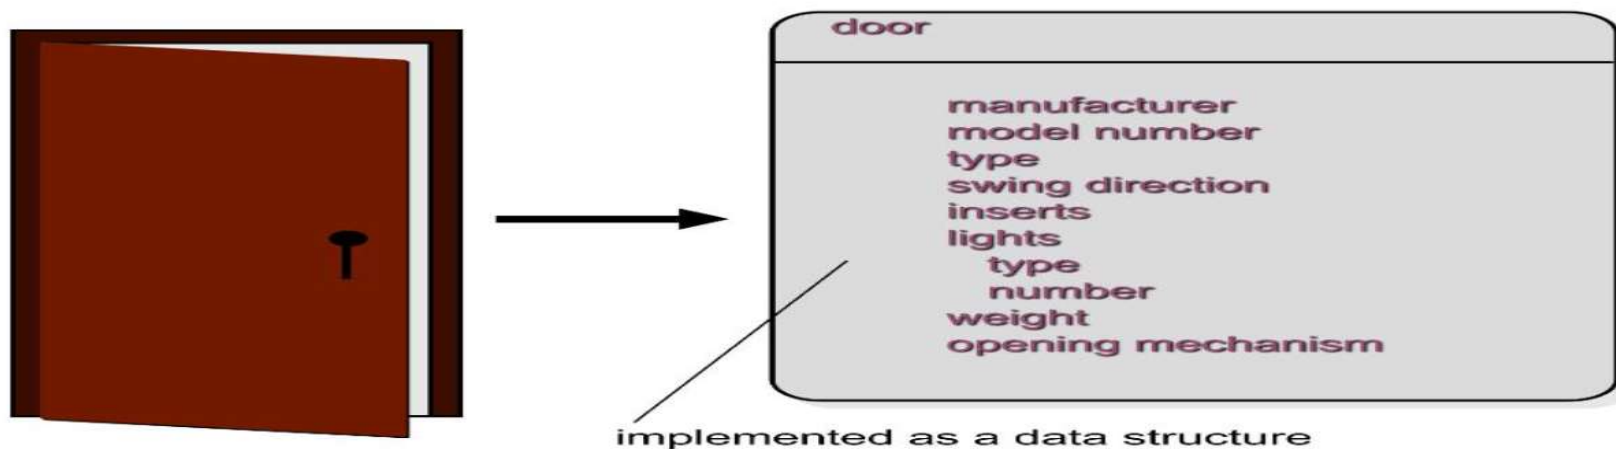 door
manufacturer
model number
type
swing direction
inserts
lights
type
number
weight
opening mechanism
implemented as a data structure